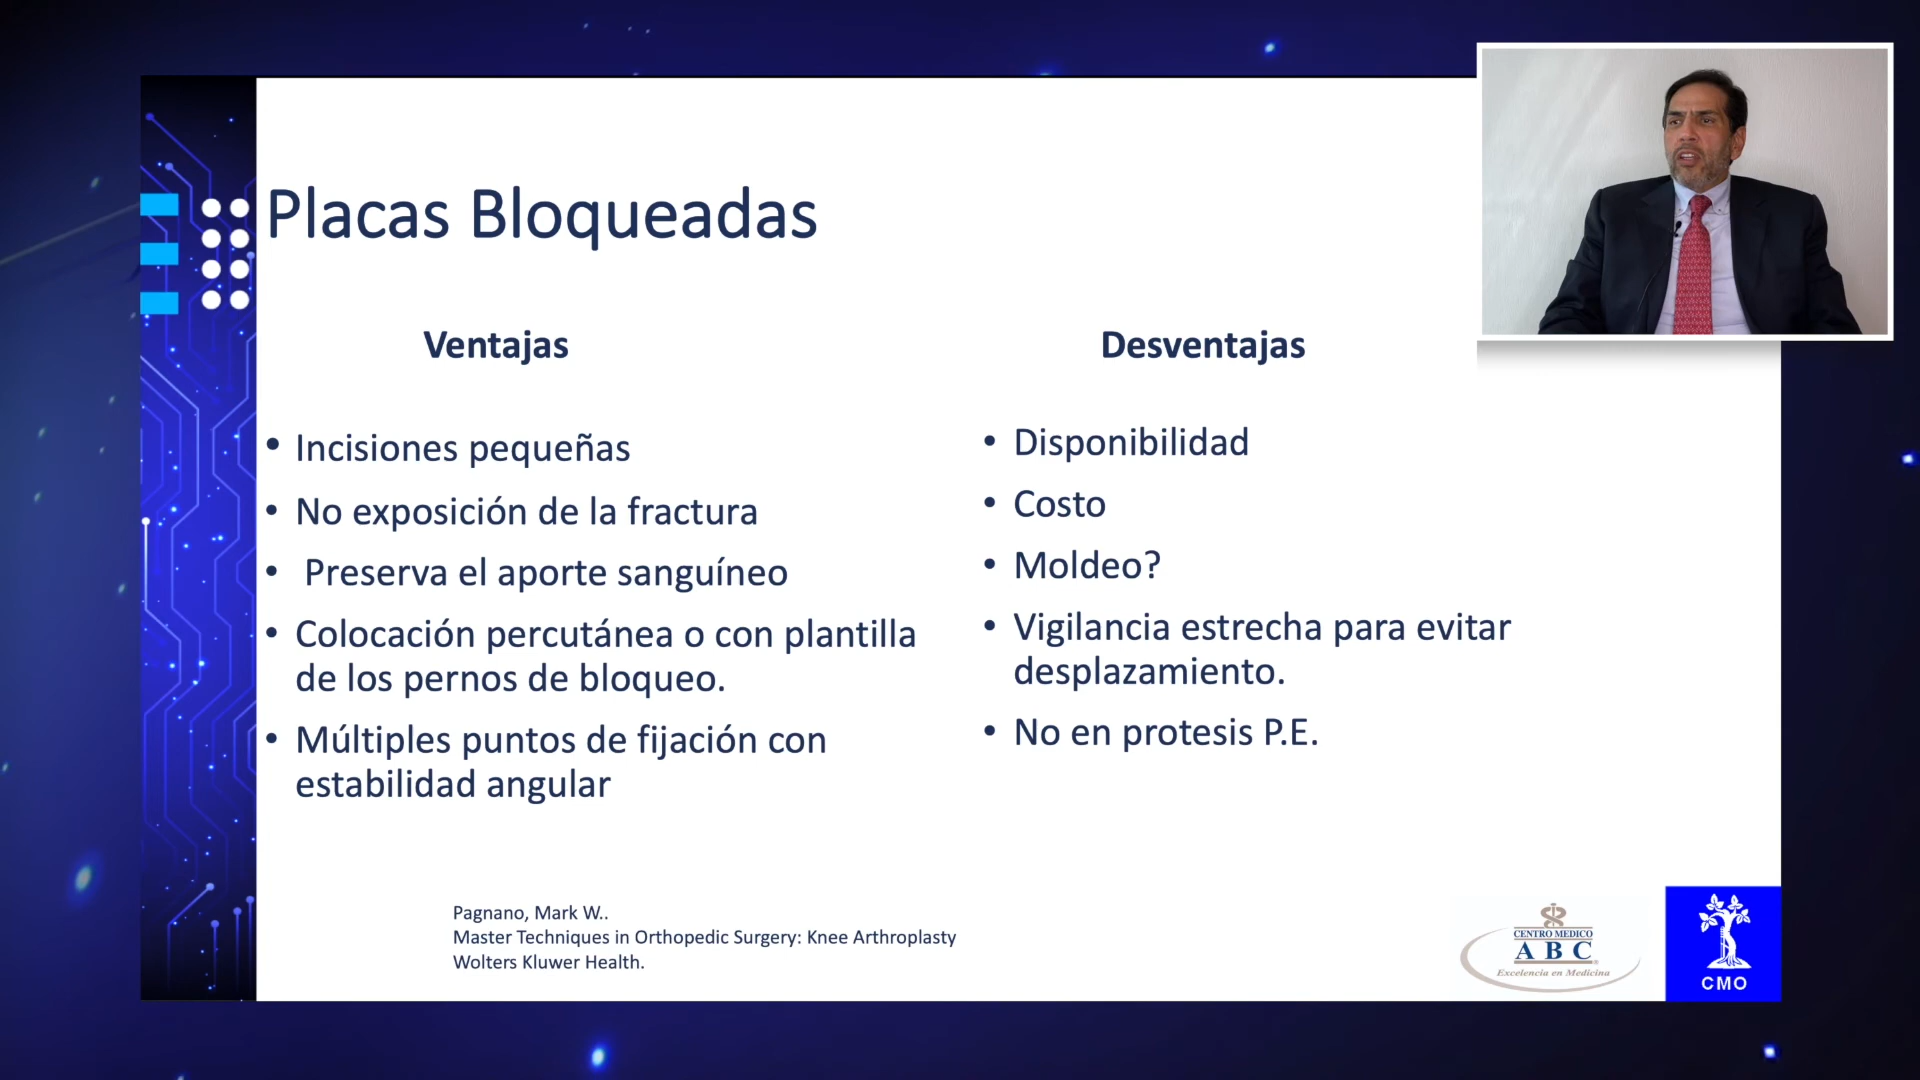 Placas Bloqueadas
Ventajas
• Incisiones pequeñas
• No exposición de la fractura
• Preserva el aporte sanguíneo
• Colocación percutánea o con plantilla
de los pernos de bloqueo.
• Múltiples puntos de fijación con
estabilidad angular
Desventajas
• Disponibilidad
• Costo
• Moldeo?
• Vigilancia estrecha para evitar
desplazamiento.
• No en protesis P.E.
Pagnano, Mark W..
Master Techniques in Orthopedic Surgery: Knee Arthroplasty
Wolters Kluwer Health.
CENTRO MEDICO
ABC
Excelencia en Medicina
CMO